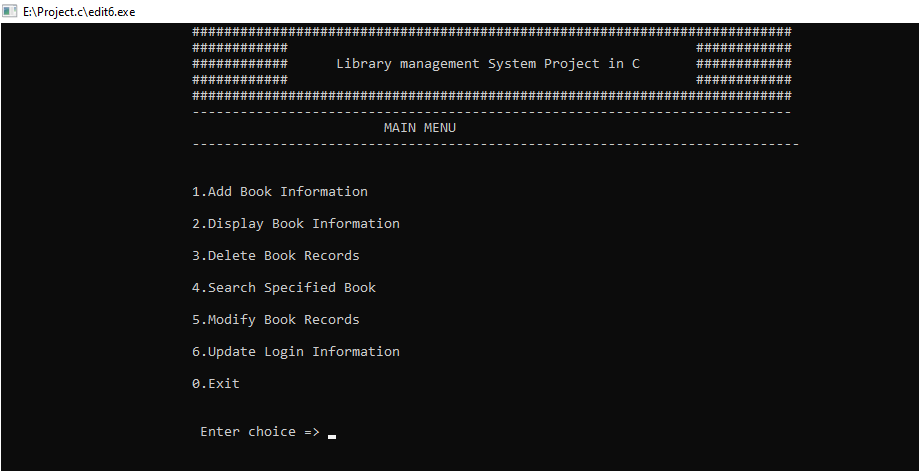 E:\Project.c\edit6.exe
###########################################################################
############                                                   ############
############      Library management System Project in C       ############
############                                                   ############
###########################################################################
---------------------------------------------------------------------------
MAIN MENU
----------------------------------------------------------------------------
1.Add Book Information
2.Display Book Information
3.Delete Book Records
4.Search Specified Book
5.Modify Book Records
6.Update Login Information
0.Exit
Enter choice => _